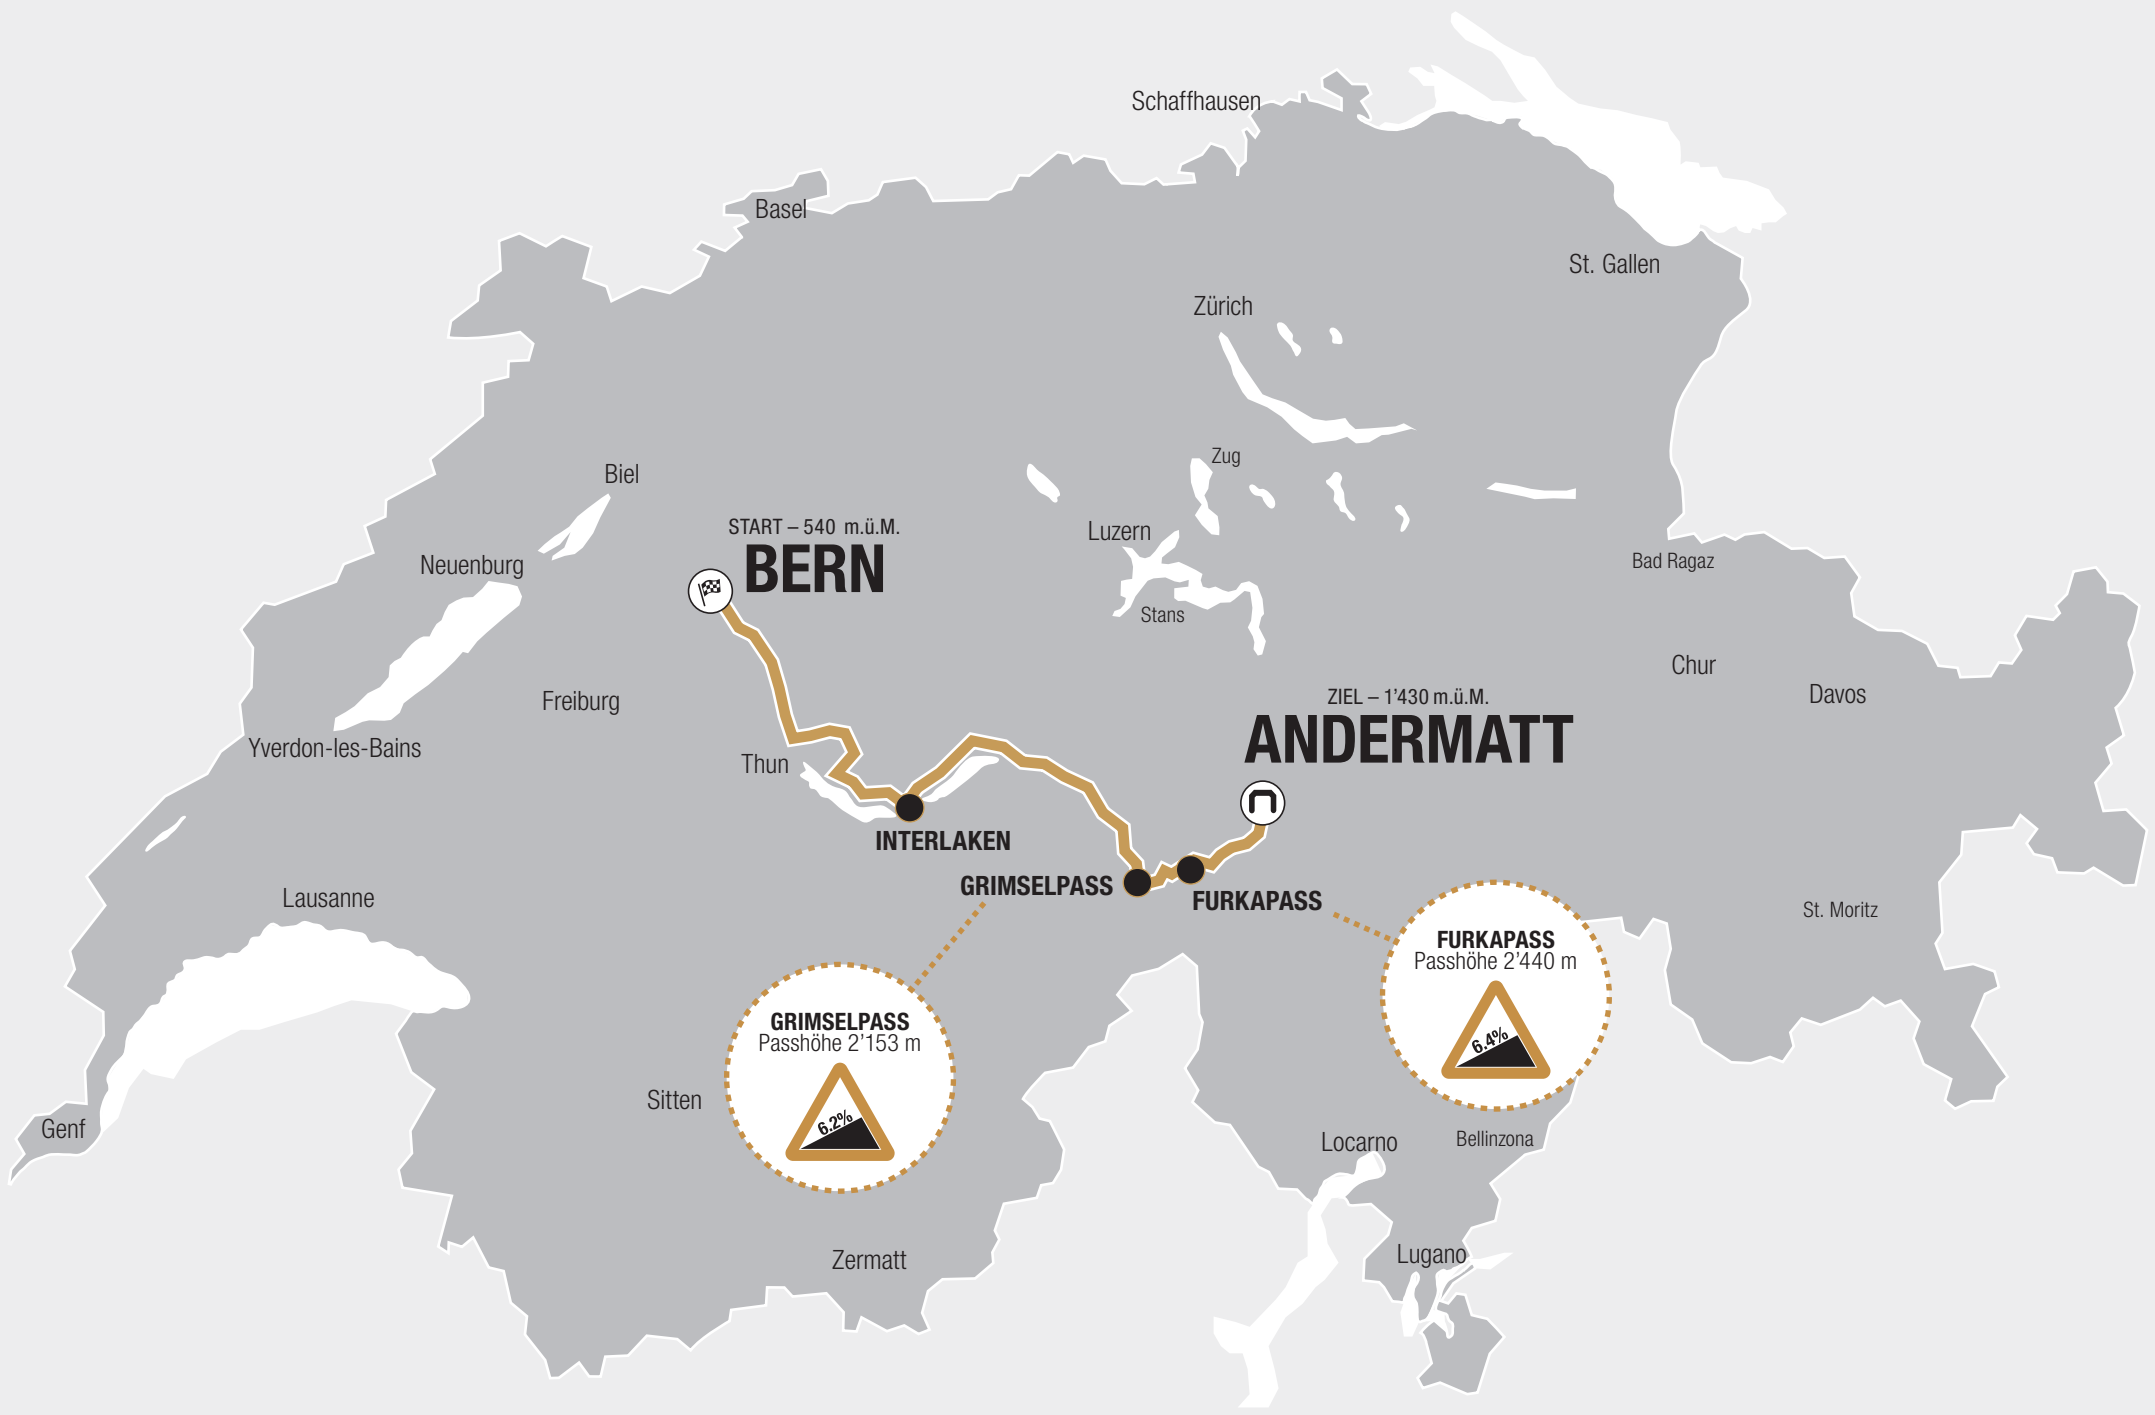 Schaffhausen
Basel
St. Gallen
Zürich
Zug
Biel
START – 540 m.ü.M.
BERN
Luzern
Neuenburg
Bad Ragaz
Stans
Chur
Davos
Freiburg
ZIEL – 1’430 m.ü.M.
ANDERMATT
Yverdon-les-Bains
Thun
INTERLAKEN
GRIMSELPASS
FURKAPASS
Lausanne
St. Moritz
FURKAPASS
Passhöhe 2’440 m
6.4%
GRIMSELPASS
Passhöhe 2’153 m
6.2%
Sitten
Genf
Locarno
Bellinzona
Zermatt
Lugano